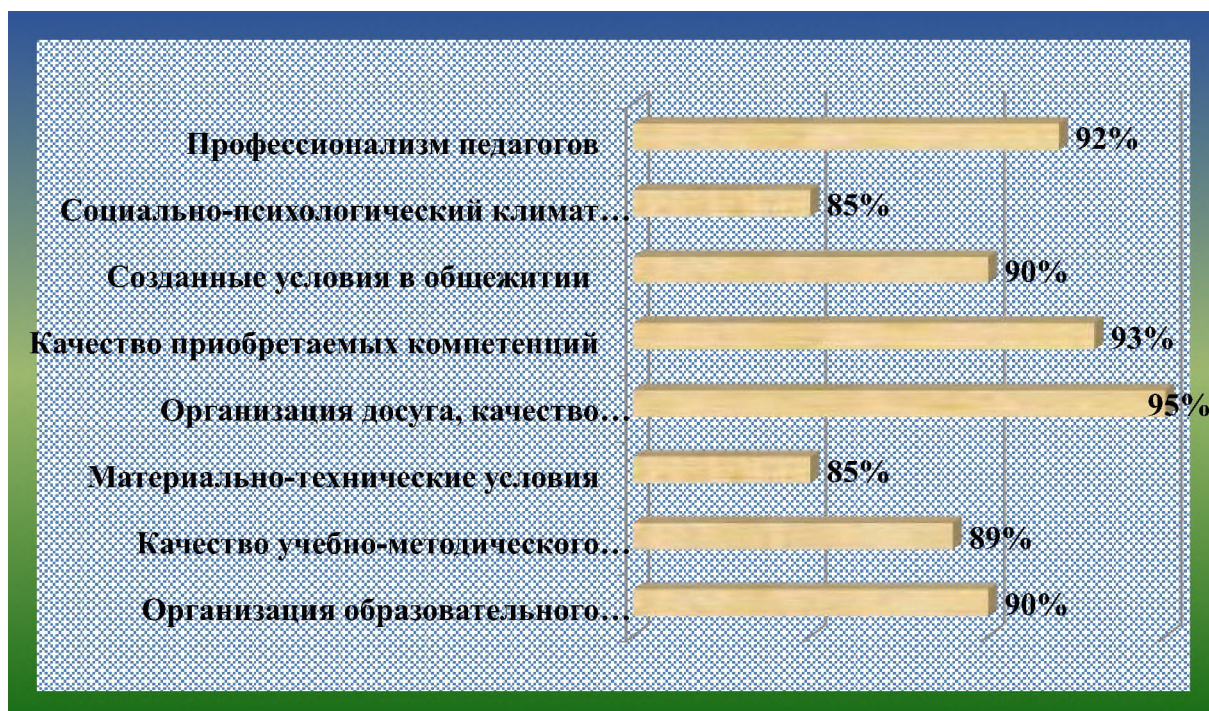 Профессионализм педагогов 92%
Социально-психологический климат… 85%
Созданные условия в общежитии 90%
Качество приобретаемых компетенций 93%
Организация досуга, качество… 95%
Материально-технические условия 85%
Качество учебно-методического… 89%
Организация образовательного… 90%